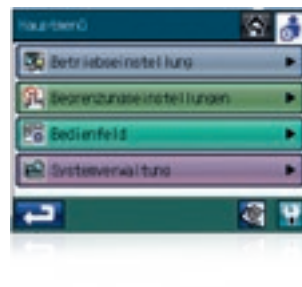 Hauptmenü
Betriebseinstellung
Begrenzungseinstellungen
Bedienfeld
Systemverwaltung